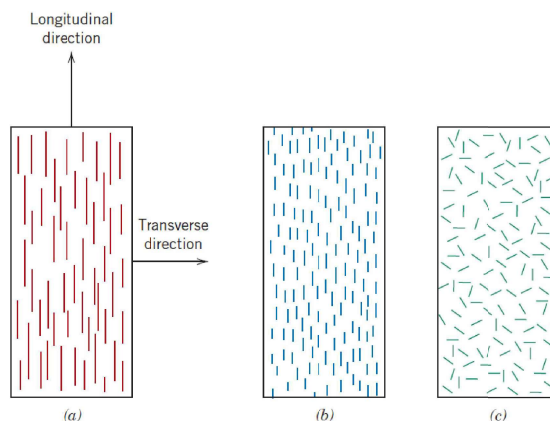 Longitudinal
direction
Transverse
direction
(a)
(b)
(c)